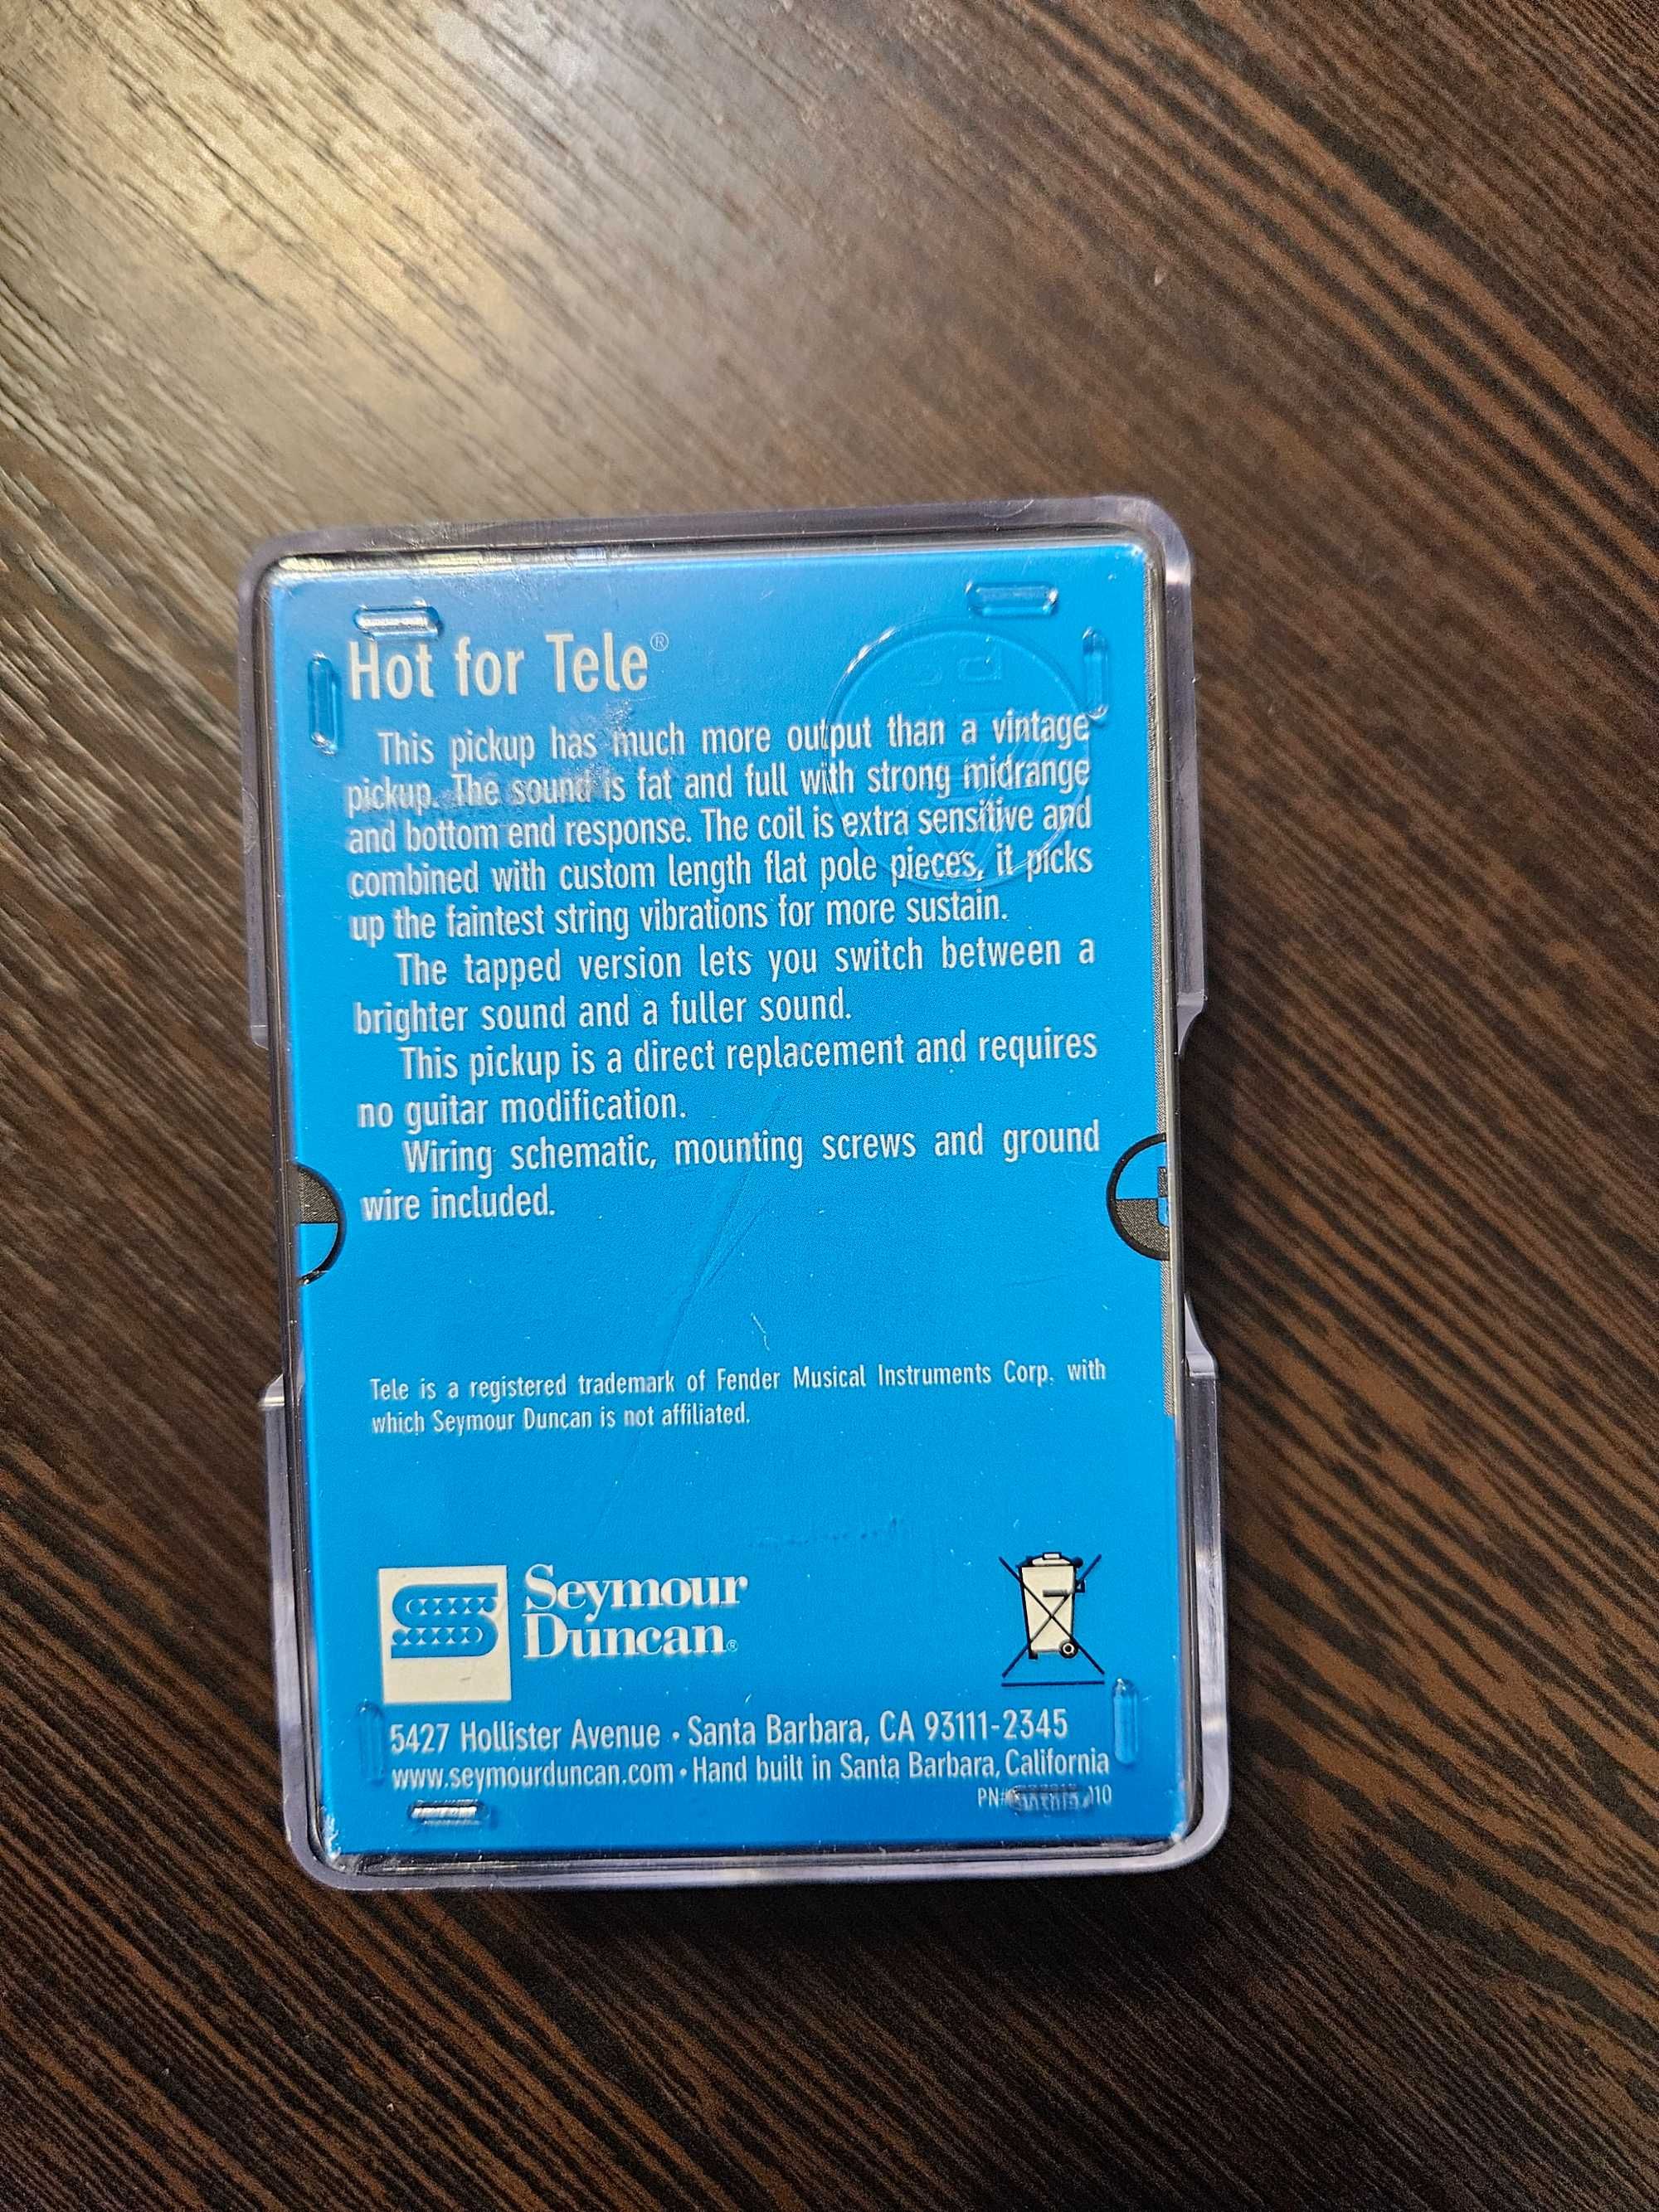 Hot for Tele®
This pickup has much more output than a vintage
pickup. The sound is fat and full with strong midrange
and bottom end response. The coil is extra sensitive and
combined with custom length flat pole pieces, it picks
up the faintest string vibrations for more sustain.
The tapped version lets you switch between a
brighter sound and a fuller sound.
This pickup is a direct replacement and requires
no guitar modification.
Wiring schematic, mounting screws and ground
wire included.
Tele is a registered trademark of Fender Musical Instruments Corp. with
which Seymour Duncan is not affiliated.
Seymour
Duncan®
5427 Hollister Avenue • Santa Barbara, CA 93111-2345
www.seymourduncan.com • Hand built in Santa Barbara, California
PN#